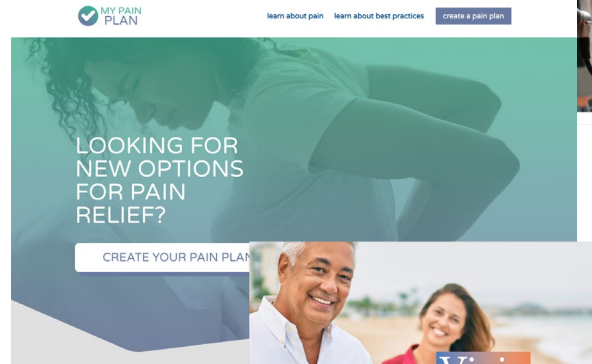 MY PAIN
PLAN
learn about pain learn about best practices create a pain plan
LOOKING FOR
NEW OPTIONS
FOR PAIN
RELIEF?
CREATE YOUR PAIN PLAN